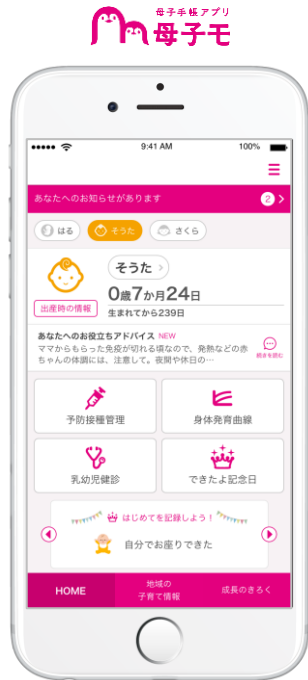 母子手帳アプリ
母子モ
9:41 AM
100%
あなたへのお知らせがあります
2
はる
そうた
さくら
そうた
0歳7か月24日
出産時の情報
生まれてから239日
あなたへのお役立ちアドバイス NEW
ママからもらった免疫が切れる頃なので、発熱などの赤
ちゃんの体調には、注意して。夜間や休日の…
続きを読む
予防接種管理
身体発育曲線
乳幼児健診
できたよ記念日
はじめてを記録しよう!
自分でお座りできた
HOME
地域の
子育て情報
成長のきろく